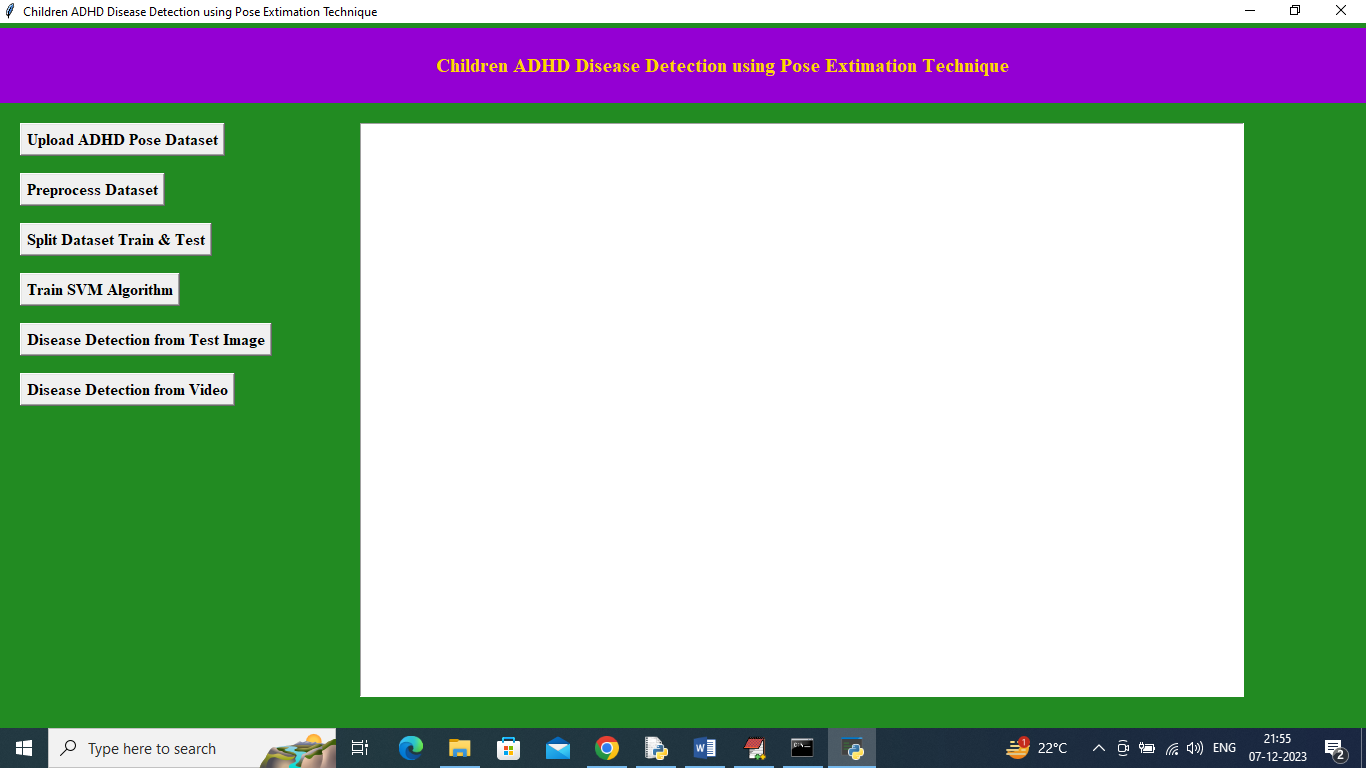 Children ADHD Disease Detection using Pose Extimation Technique
Children ADHD Disease Detection using Pose Extimation Technique
Upload ADHD Pose Dataset
Preprocess Dataset
Split Dataset Train & Test
Train SVM Algorithm
Disease Detection from Test Image
Disease Detection from Video
Type here to search
1
22°C
ENG
21:55
07-12-2023
2